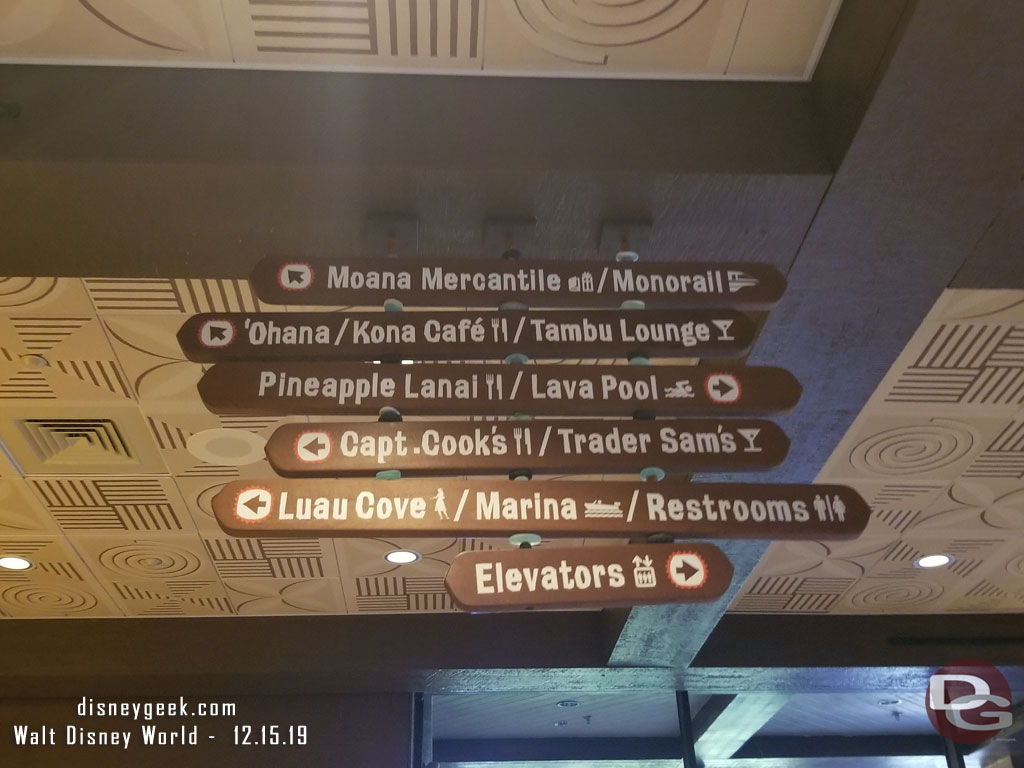 Moana Mercantile / Monorail
'Ohana / Kona Café / Tambu Lounge
Pineapple Lanai / Lava Pool
Capt. Cook's / Trader Sam's
Luau Cove / Marina / Restrooms
Elevators
disneygeek.com
Walt Disney World - 12.15.19
DG